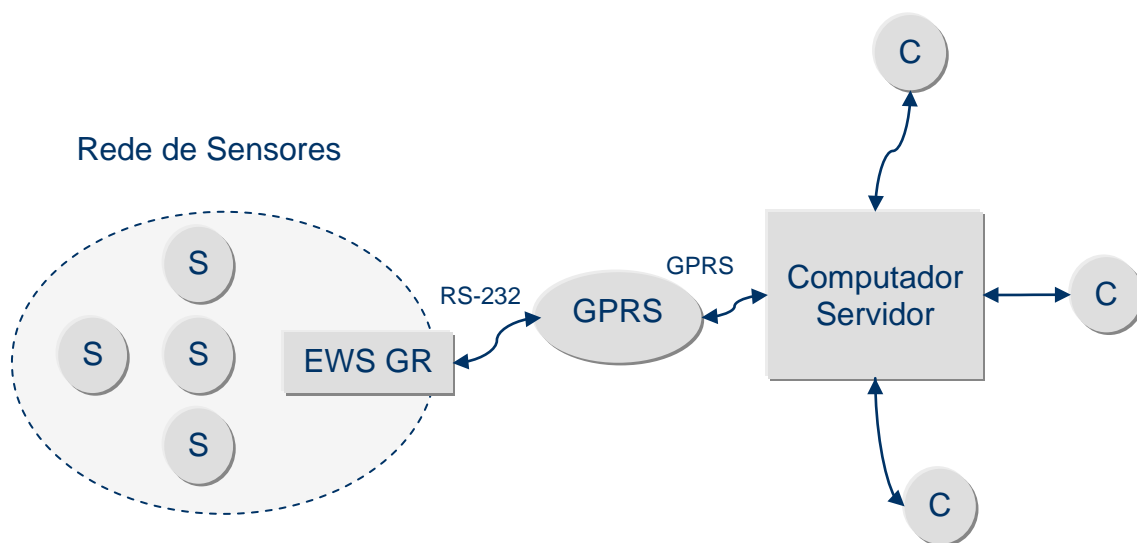 C
Rede de Sensores
S
GPRS
Computador
Servidor
RS-232
GPRS
C
S
S
EWS GR
S
C